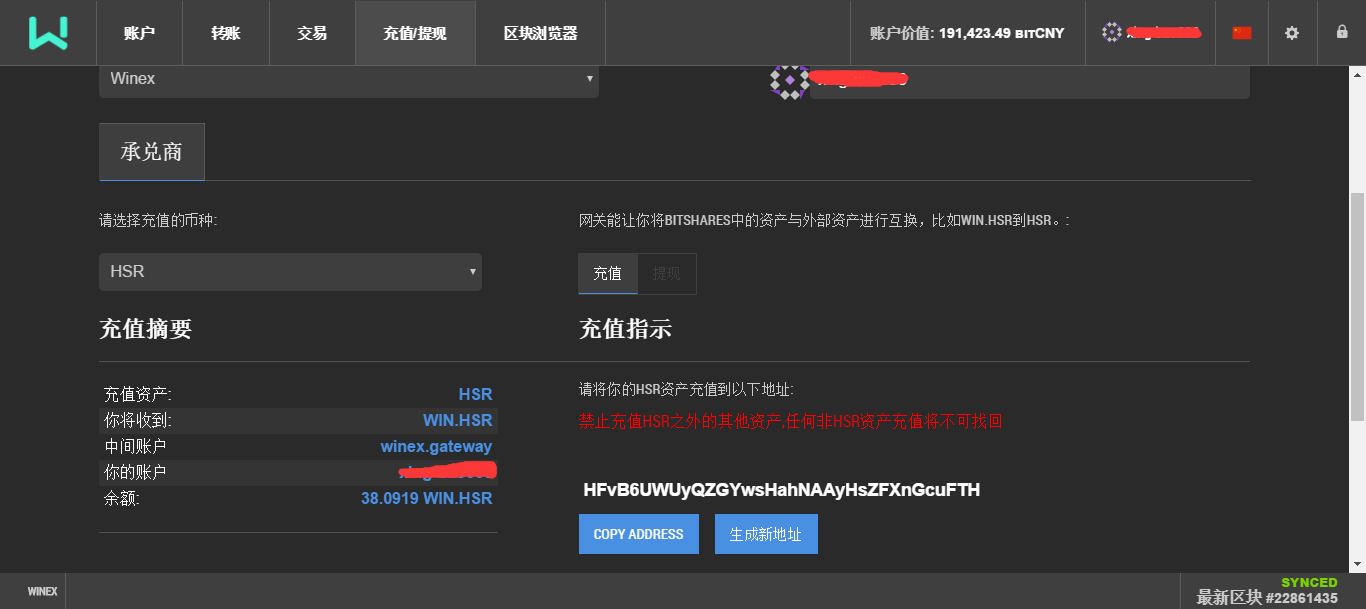 账户 转账 交易 充值/提现 区块浏览器 账户价值: 191,423.49 BITCNY
Winex
承兑商
请选择充值的币种:
网关能让你将BITSHARES中的资产与外部资产进行互换，比如WIN.HSR到HSR。:
HSR
充值 提现
充值摘要
充值指示
充值资产: HSR
你将收到: WIN.HSR
中间账户 winex.gateway
你的账户
余额: 38.0919 WIN.HSR
请将你的HSR资产充值到以下地址:
禁止充值HSR之外的其他资产,任何非HSR资产充值将不可找回
HFvB6UWUyQZGYwsHahNAAyHsZFXnGcuFTH
COPY ADDRESS 生成新地址
WINEX
SYNCED
最新区块 #22861435